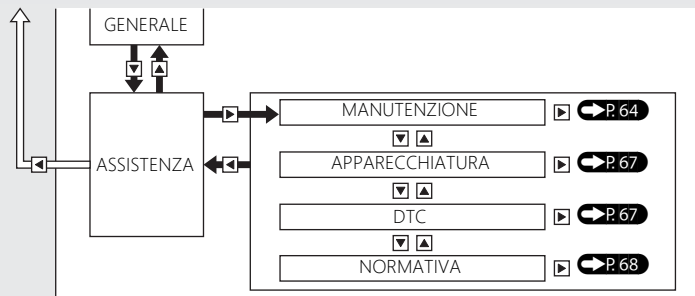 GENERALE
MANUTENZIONE P. 64
ASSISTENZA APPARECCHIATURA P. 67
DTC P. 67
NORMATIVA P. 68